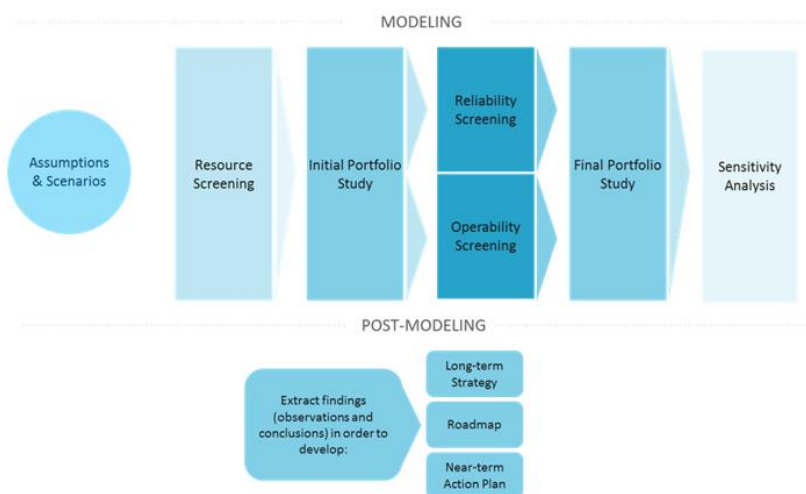 MODELING
Assumptions
& Scenarios
Resource
Screening
Initial Portfolio
Study
Reliability
Screening
Operability
Screening
Final Portfolio
Study
Sensitivity
Analysis
POST-MODELING
Extract findings
(observations and
conclusions) in order to
develop:
Long-term
Strategy
Roadmap
Near-term
Action Plan